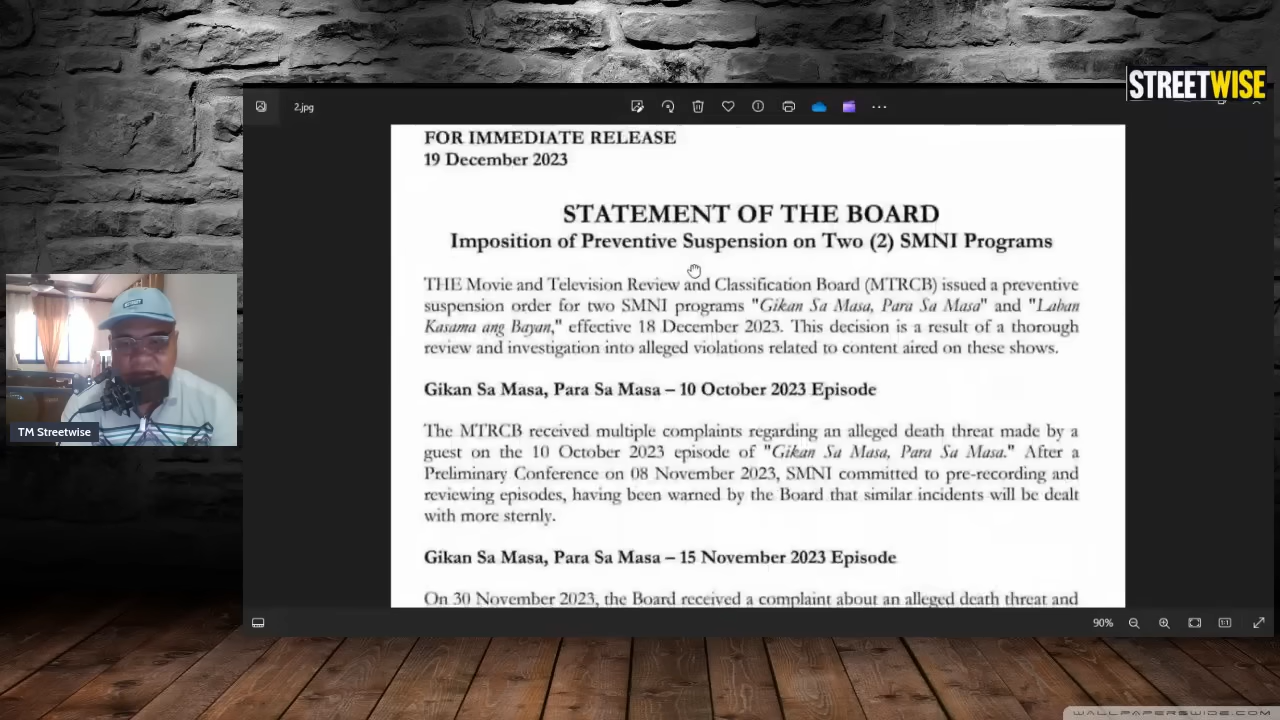 STREETWISE
2.jpg
FOR IMMEDIATE RELEASE
19 December 2023
STATEMENT OF THE BOARD
Imposition of Preventive Suspension on Two (2) SMNI Programs
THE Movie and Television Review and Classification Board (MTRCB) issued a preventive
suspension order for two SMNI programs "Gikan Sa Masa, Para Sa Masa" and "Laban
Kasama ang Bayan," effective 18 December 2023. This decision is a result of a thorough
review and investigation into alleged violations related to content aired on these shows.
Gikan Sa Masa, Para Sa Masa – 10 October 2023 Episode
The MTRCB received multiple complaints regarding an alleged death threat made by a
guest on the 10 October 2023 episode of "Gikan Sa Masa, Para Sa Masa." After a
Preliminary Conference on 08 November 2023, SMNI committed to pre-recording and
reviewing episodes, having been warned by the Board that similar incidents will be dealt
with more sternly.
Gikan Sa Masa, Para Sa Masa – 15 November 2023 Episode
On 30 November 2023, the Board received a complaint about an alleged death threat and
TM Streetwise
90%
WALLPAPERSWIDE.COM